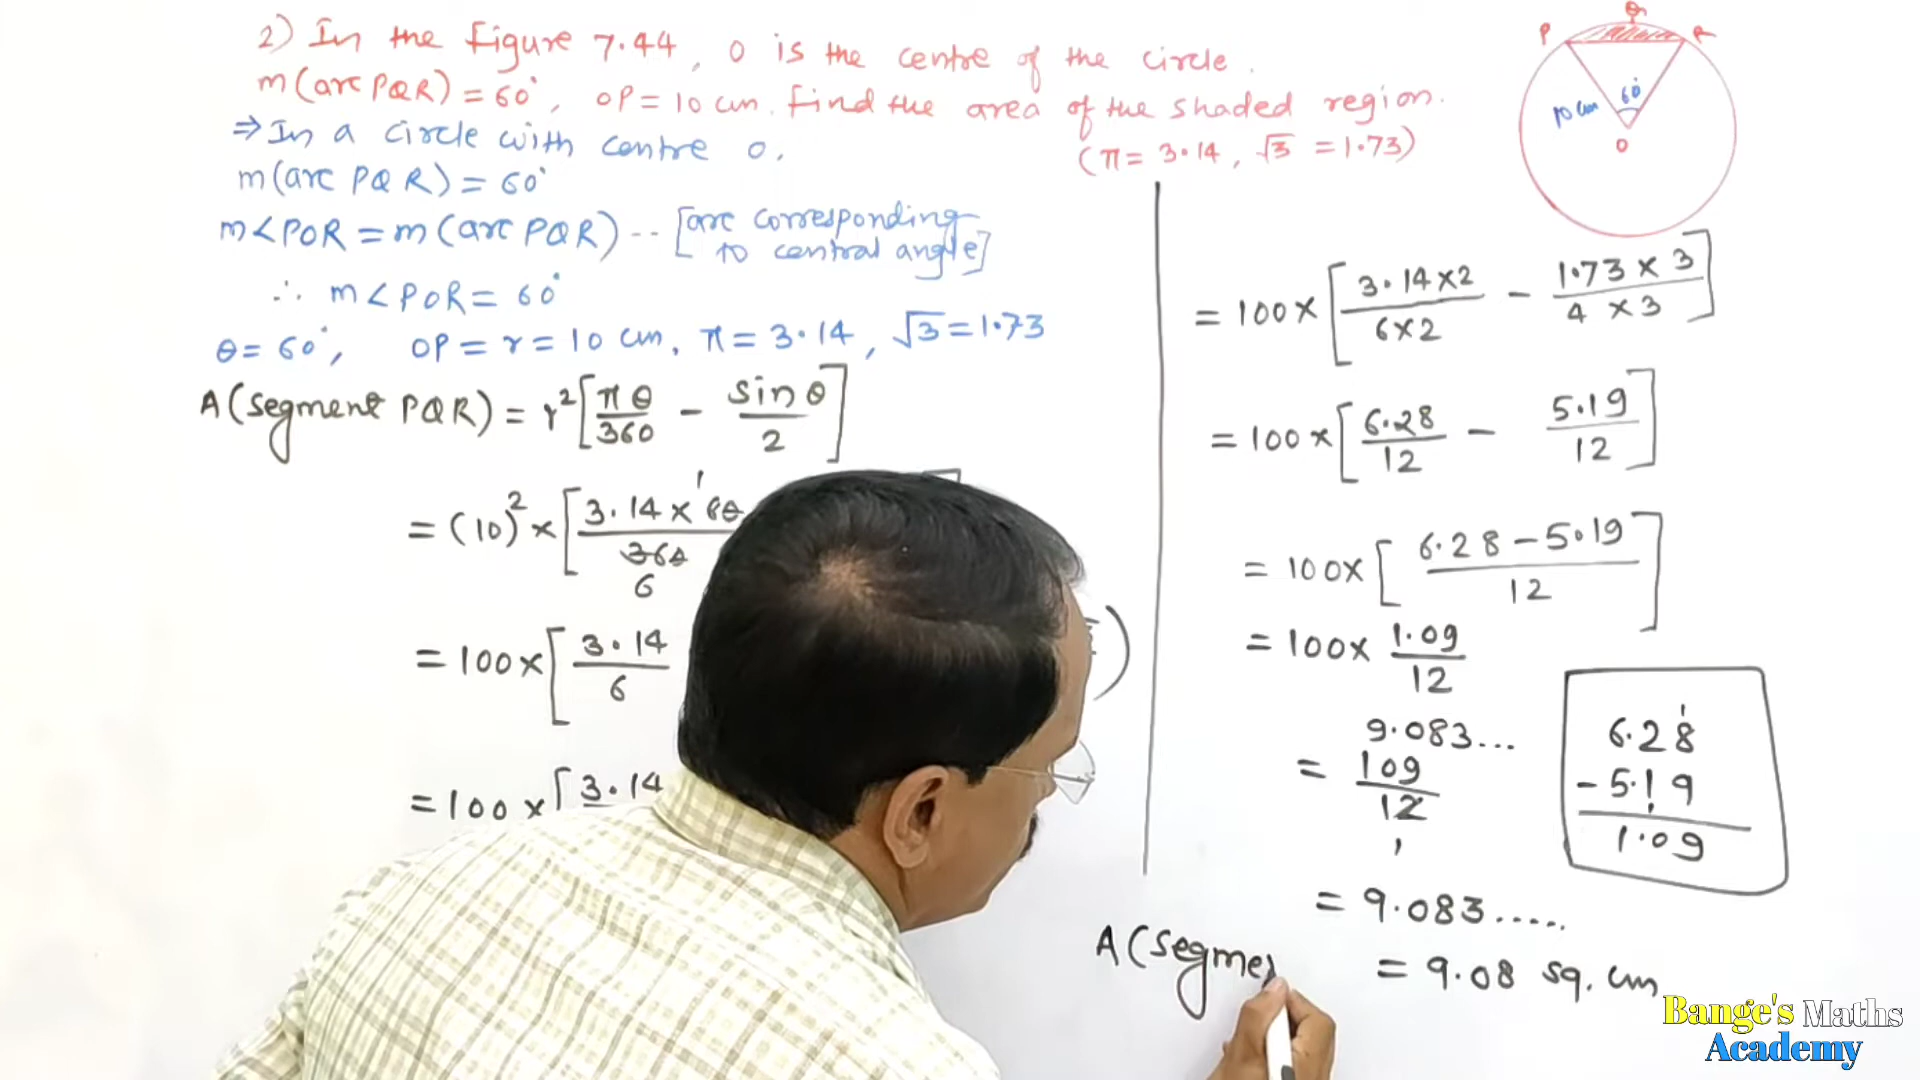 2) In the figure 7.44, O is the centre of the circle.
m(arc PQR) = 60°, OP = 10 cm. Find the area of the shaded region.
(π = 3.14, √3 = 1.73)
⇒ In a circle with centre O.
m(arc PQR) = 60°
m∠POR = m(arc PQR) -- [arc corresponding
to central angle]
∴ m∠POR = 60°
θ = 60°, OP = r = 10 cm, π = 3.14, √3 = 1.73
A(segment PQR) = r² [πθ/360 - sin θ/2]
= (10)² × [3.14 × 60 1
360
6
= 100 × [3.14/6
= 100 × [3.14
P Q R
10 cm 60°
O
= 100 × [3.14×2/6×2 - 1.73 × 3/4 × 3]
= 100 × [6.28/12 - 5.19/12]
= 100 × [6.28 - 5.19/12]
= 100 × 1.09/12
9.083...
= 109/12
1
= 9.083.....
A(segme = 9.08 sq. cm
6.28
- 5.19
1.09
Bange's Maths
Academy